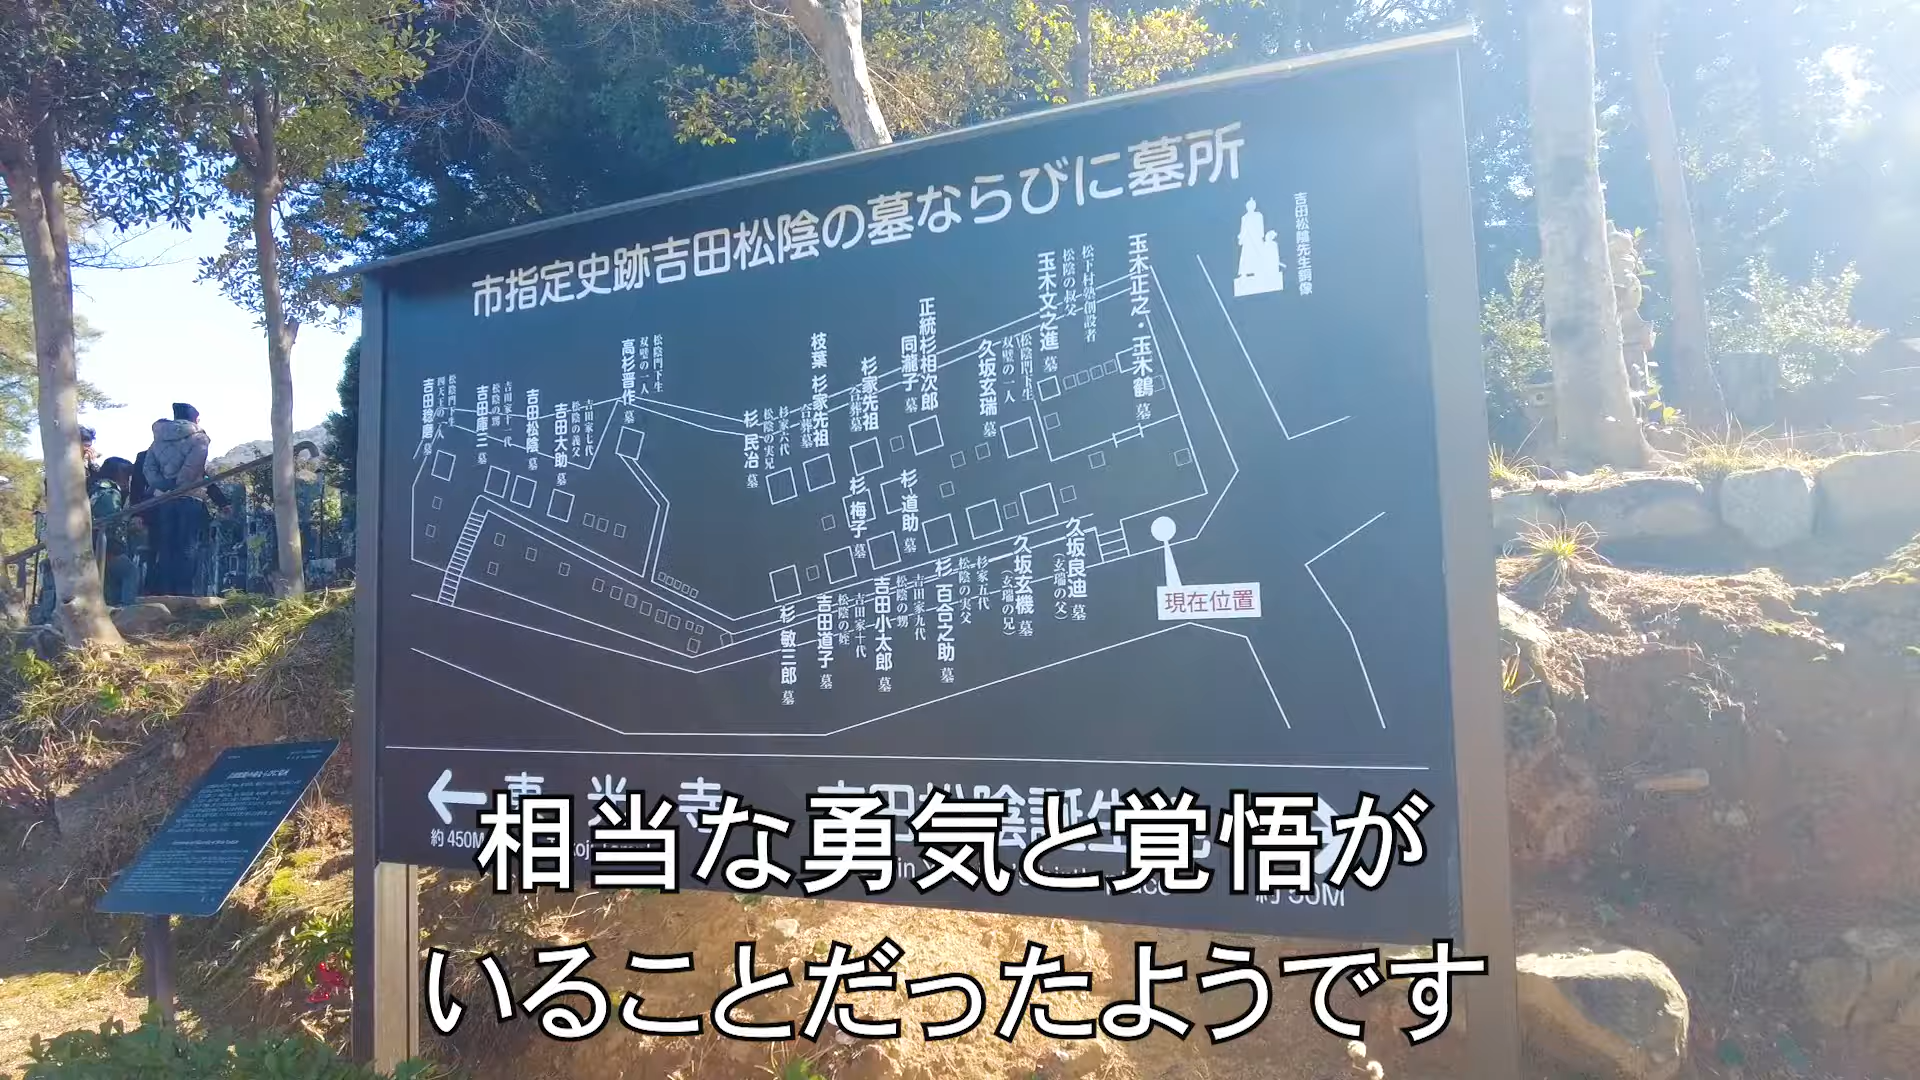 市指定史跡吉田松陰の墓ならびに墓所
吉田松陰先生銅像
玉木正之・玉木鶴 墓
松下村塾創設者
松陰の叔父
玉木文之進 墓
松陰門下生
双璧の一人
久坂玄瑞 墓
正統杉相次郎
同瀧子 墓
杉家先祖
合葬墓
枝葉 杉家先祖
合葬墓
杉家六代
松陰の実兄
杉 民治 墓
松陰門下生
双璧の一人
高杉晋作 墓
吉田家七代
松陰の義父
吉田大助 墓
吉田松陰 墓
吉田家十一代
松陰の甥
吉田庫三 墓
松陰門下生
四天王の一人
吉田稔麿 墓
杉 道助 墓
杉 梅子 墓
久坂良迪 墓
(玄瑞の父)
久坂玄機 墓
(玄瑞の兄)
杉家五代
松陰の実父
杉 百合之助 墓
吉田家九代
松陰の甥
吉田小太郎 墓
吉田家十代
松陰の姪
吉田道子 墓
杉 敏三郎 墓
現在位置
← 東光寺
約450M
吉田松陰誕生地 →
相当な勇気と覚悟が
いることだったようです